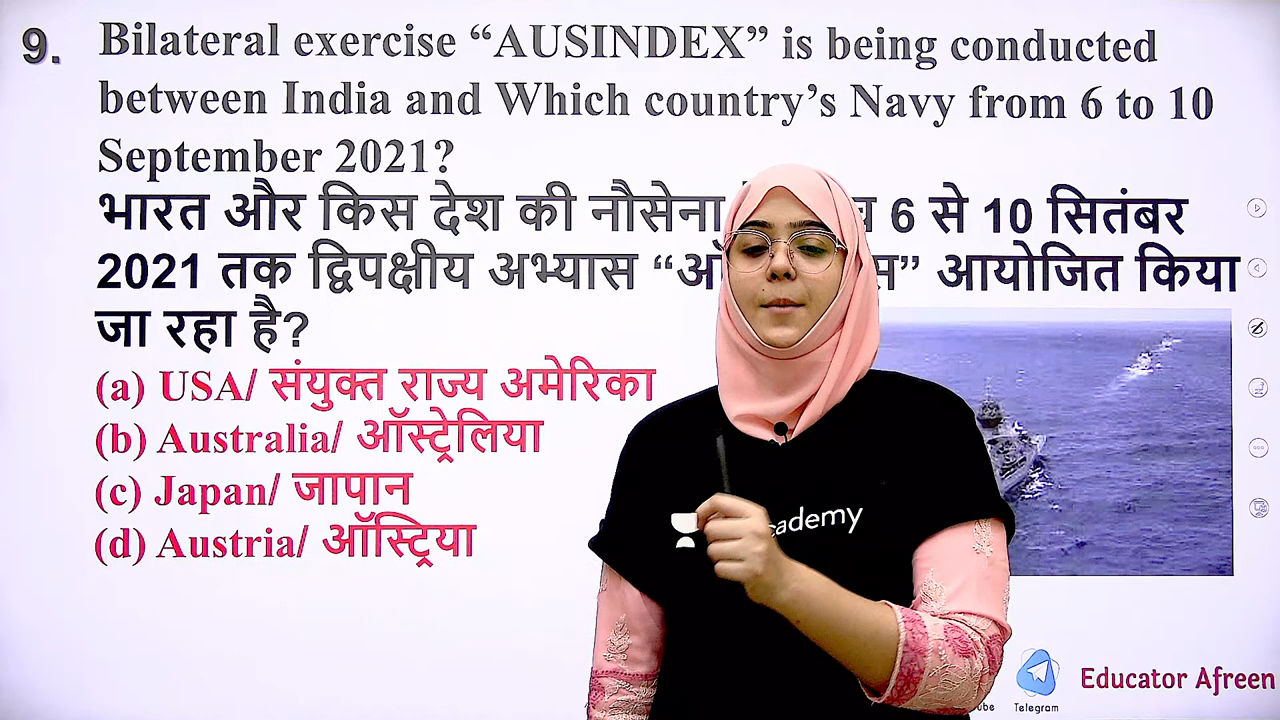 9. Bilateral exercise “AUSINDEX” is being conducted
between India and Which country’s Navy from 6 to 10
September 2021?
भारत और किस देश की नौसेना 6 से 10 सितंबर
2021 तक द्विपक्षीय अभ्यास “ऑ स” आयोजित किया
जा रहा है?
(a) USA/ संयुक्त राज्य अमेरिका
(b) Australia/ ऑस्ट्रेलिया
(c) Japan/ जापान
(d) Austria/ ऑस्ट्रिया
cademy
Educator Afreen
ube Telegram